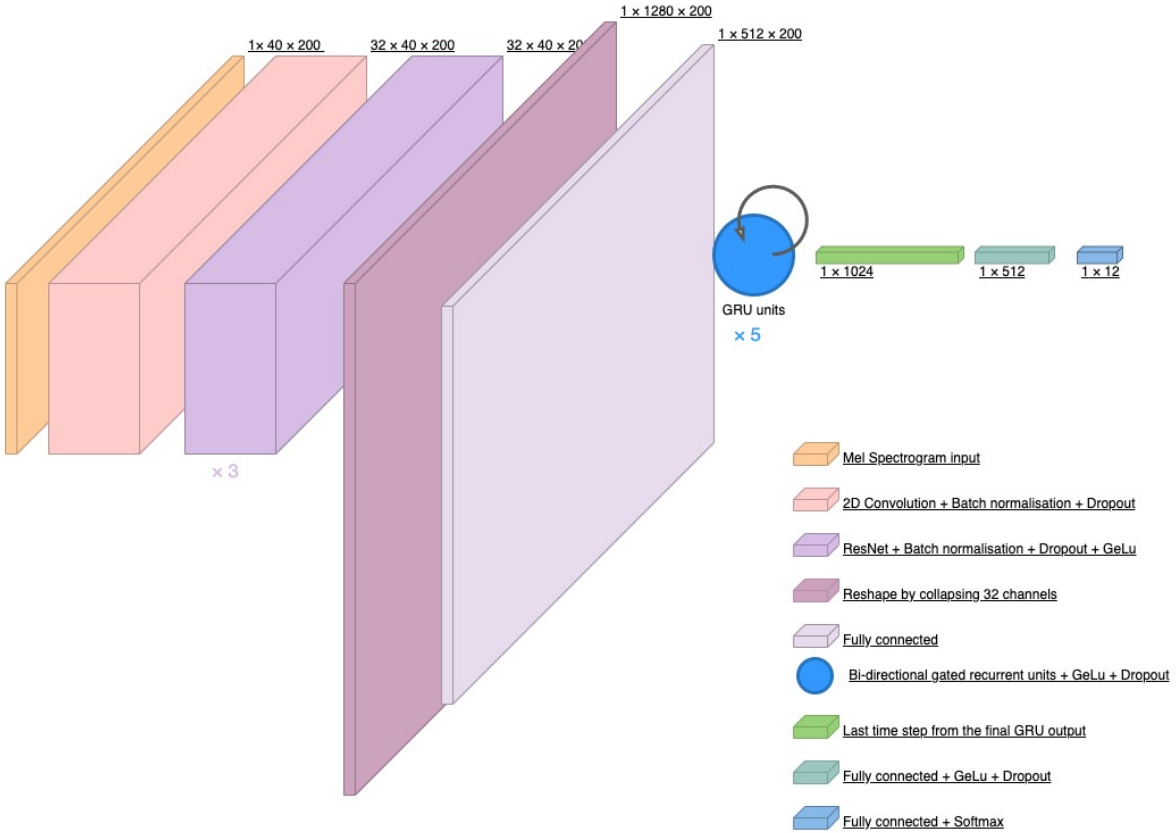 1 × 1280 × 200
1 × 512 × 200
1× 40 × 200
32 × 40 × 200
32 × 40 × 20
GRU units
× 5
1 × 1024
1 × 512
1 × 12
× 3
Mel Spectrogram input
2D Convolution + Batch normalisation + Dropout
ResNet + Batch normalisation + Dropout + GeLu
Reshape by collapsing 32 channels
Fully connected
Bi-directional gated recurrent units + GeLu + Dropout
Last time step from the final GRU output
Fully connected + GeLu + Dropout
Fully connected + Softmax